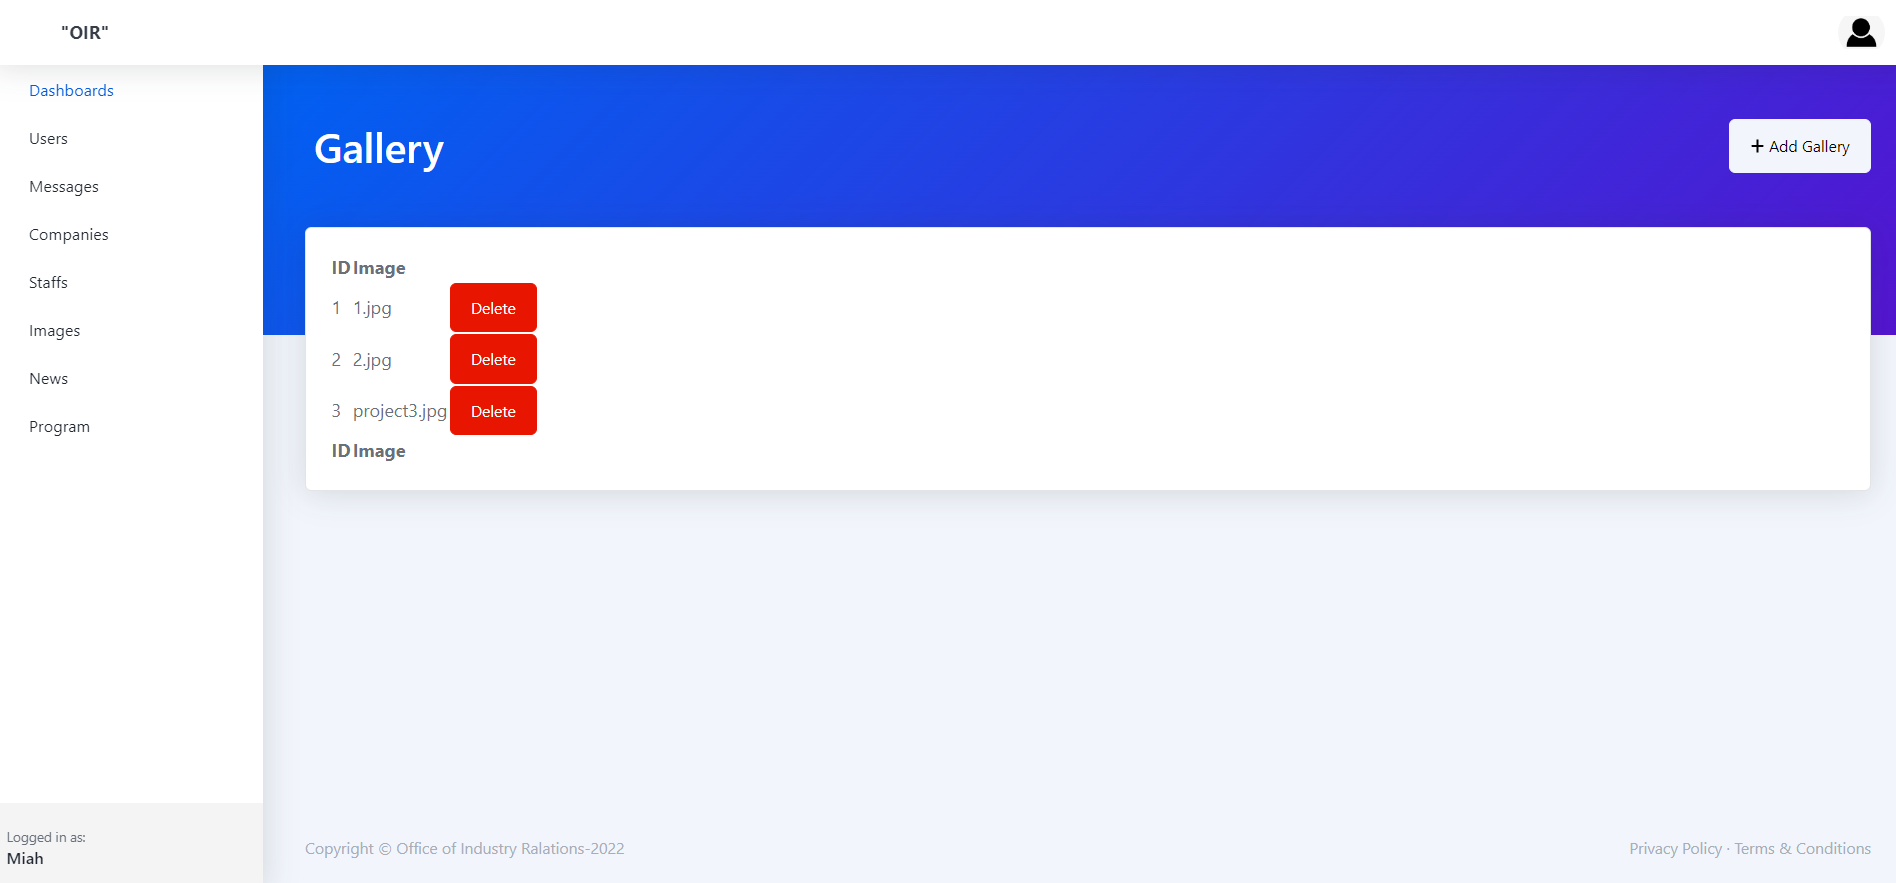 "OIR"
Dashboards
Users
Messages
Companies
Staffs
Images
News
Program
Logged in as:
Miah
Gallery
+ Add Gallery
ID Image
1 1.jpg Delete
2 2.jpg Delete
3 project3.jpg Delete
ID Image
Copyright © Office of Industry Ralations-2022
Privacy Policy · Terms & Conditions